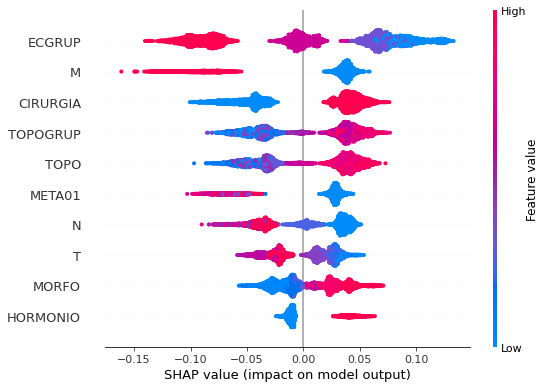 High
ECGRUP
M
CIRURGIA
TOPOGRUP
TOPO
META01
N
T
MORFO
HORMONIO
Feature value
Low
−0.15 −0.10 −0.05 0.00 0.05 0.10
SHAP value (impact on model output)